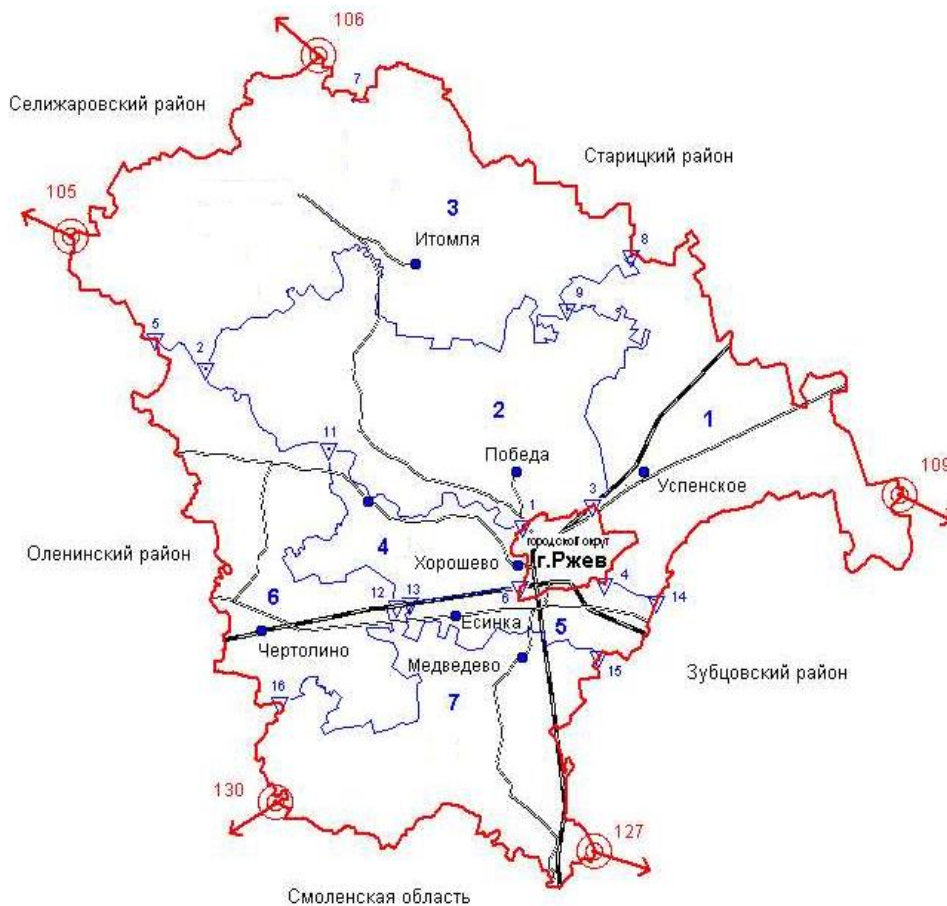 106
7
Селижаровский район
Старицкий район
105
3
Итомля
8
9
5
2
2
1
11
Победа
109
Успенское
3
1
городской округ
г.Ржев
4
Оленинский район
Хорошево
6
4
14
6
12
13
Есинка
5
Чертолино
Медведево
15
Зубцовский район
7
16
130
127
Смоленская область